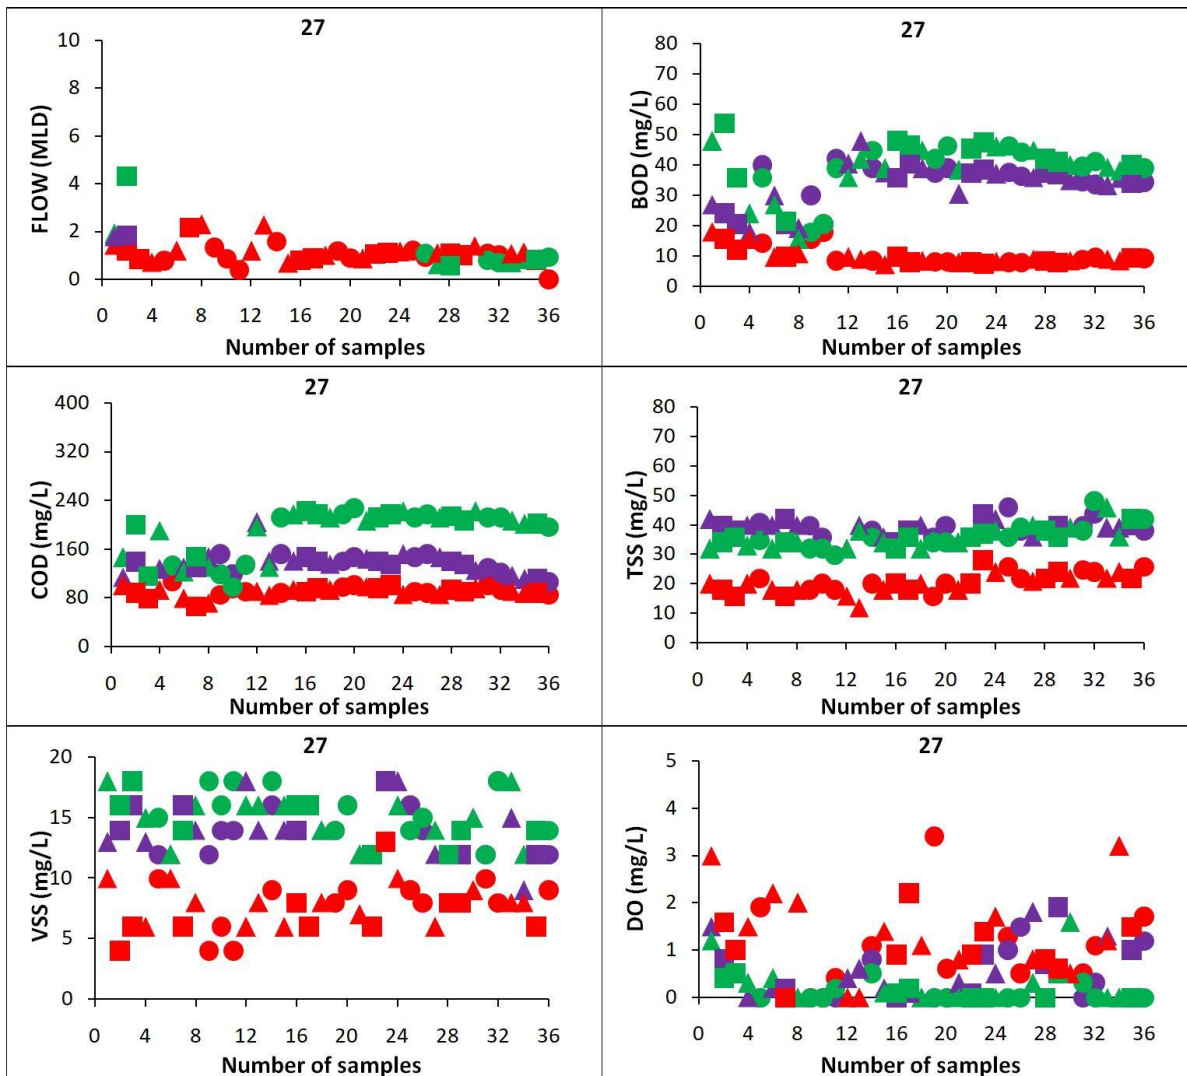 27
FLOW (MLD)
10
8
6
4
2
0
0 4 8 12 16 20 24 28 32 36
Number of samples
27
BOD (mg/L)
80
70
60
50
40
30
20
10
0
0 4 8 12 16 20 24 28 32 36
Number of samples
27
COD (mg/L)
400
320
240
160
80
0
0 4 8 12 16 20 24 28 32 36
Number of samples
27
TSS (mg/L)
80
70
60
50
40
30
20
10
0
0 4 8 12 16 20 24 28 32 36
Number of samples
27
VSS (mg/L)
20
15
10
5
0
0 4 8 12 16 20 24 28 32 36
Number of samples
27
DO (mg/L)
5
4
3
2
1
0
0 4 8 12 16 20 24 28 32 36
Number of samples